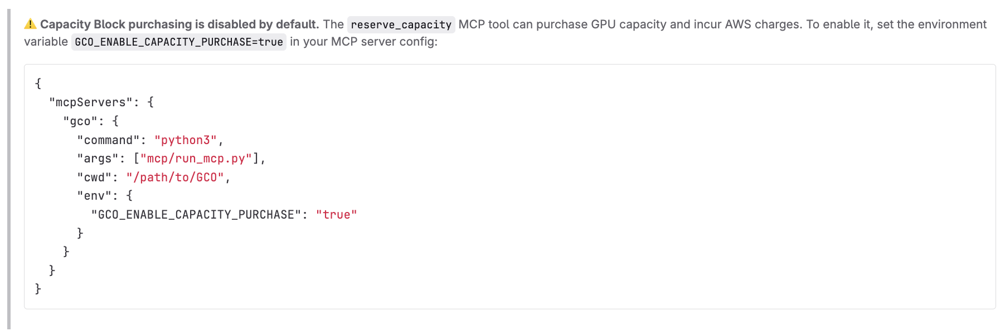 ⚠️ Capacity Block purchasing is disabled by default. The reserve_capacity MCP tool can purchase GPU capacity and incur AWS charges. To enable it, set the environment
variable GCO_ENABLE_CAPACITY_PURCHASE=true in your MCP server config:
{
  "mcpServers": {
    "gco": {
      "command": "python3",
      "args": ["mcp/run_mcp.py"],
      "cwd": "/path/to/GCO",
      "env": {
        "GCO_ENABLE_CAPACITY_PURCHASE": "true"
      }
    }
  }
}